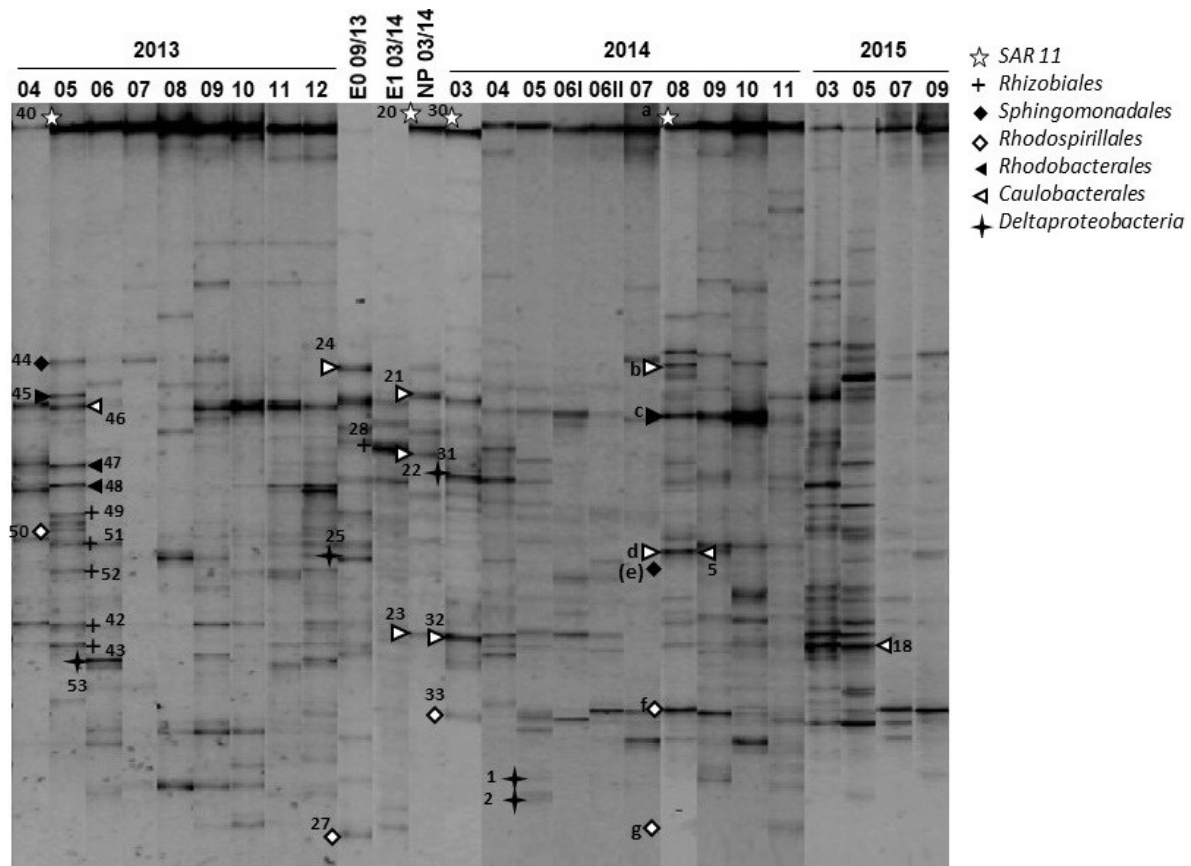 2013 E0 09/13 E1 03/14 NP 03/14 2014 2015
04 05 06 07 08 09 10 11 12 03 04 05 06I 06II 07 08 09 10 11 03 05 07 09
SAR 11
Rhizobiales
Sphingomonadales
Rhodospirillales
Rhodobacterales
Caulobacterales
Deltaproteobacteria
40 20 30 a
24
44 b
21
45
46 c
28
31
47 22
48
49
50 51 25 d
5
52 (e)
42 23 32
43 18
53
33 f
1
2
27 g